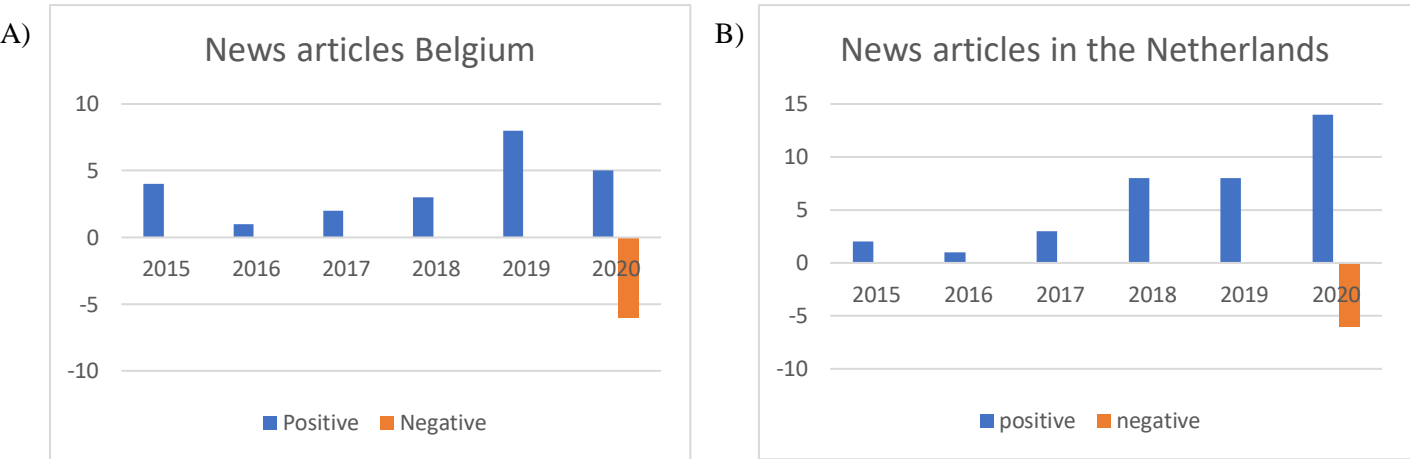 A)
News articles Belgium
10
5
0
-5
-10
2015 2016 2017 2018 2019 2020
Positive Negative
B)
News articles in the Netherlands
15
10
5
0
-5
-10
2015 2016 2017 2018 2019 2020
positive negative